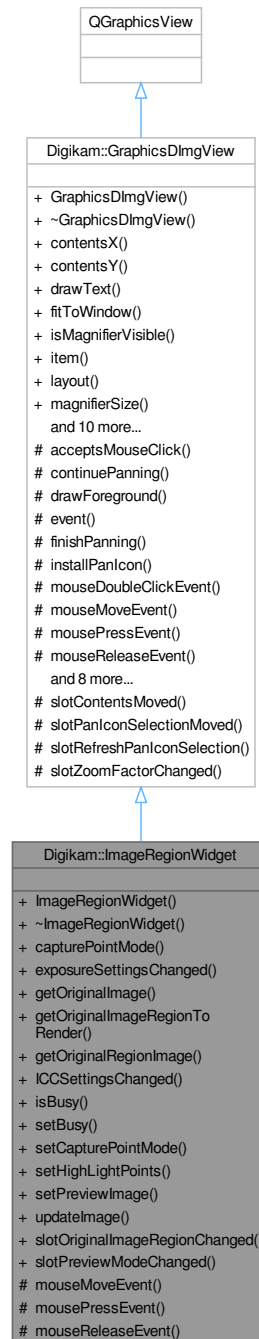 QGraphicsView
Digikam::GraphicsDImgView
+ GraphicsDImgView()
+ ~GraphicsDImgView()
+ contentsX()
+ contentsY()
+ drawText()
+ fitToWindow()
+ isMagnifierVisible()
+ item()
+ layout()
+ magnifierSize()
and 10 more...
# acceptsMouseClick()
# continuePanning()
# drawForeground()
# event()
# finishPanning()
# installPanIcon()
# mouseDoubleClickEvent()
# mouseMoveEvent()
# mousePressEvent()
# mouseReleaseEvent()
and 8 more...
# slotContentsMoved()
# slotPanIconSelectionMoved()
# slotRefreshPanIconSelection()
# slotZoomFactorChanged()
Digikam::ImageRegionWidget
+ ImageRegionWidget()
+ ~ImageRegionWidget()
+ capturePointMode()
+ exposureSettingsChanged()
+ getOriginalImage()
+ getOriginalImageRegionTo
Render()
+ getOriginalRegionImage()
+ ICCSettingsChanged()
+ isBusy()
+ setBusy()
+ setCapturePointMode()
+ setHighLightPoints()
+ setPreviewImage()
+ updateImage()
+ slotOriginalImageRegionChanged()
+ slotPreviewModeChanged()
# mouseMoveEvent()
# mousePressEvent()
# mouseReleaseEvent()